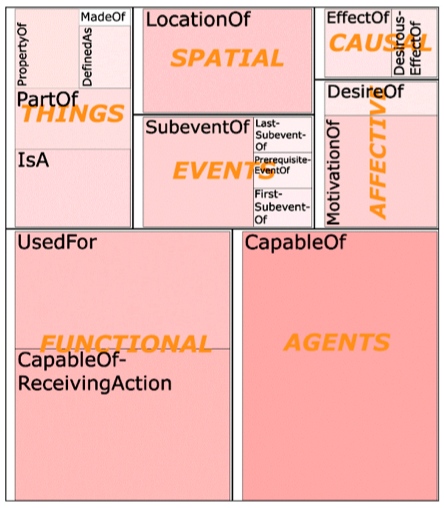 PropertyOf
MadeOf
DefinedAs
PartOf
THINGS
IsA
LocationOf
SPATIAL
SubeventOf
EVENTS
Last-
Subevent-
Of
Prerequisite-
EventOf
First-
Subevent-
Of
EffectOf
CAUSAL
Desirous-
EffectOf
DesireOf
MotivationOf
AFFECTIVE
UsedFor
FUNCTIONAL
CapableOf-
ReceivingAction
CapableOf
AGENTS